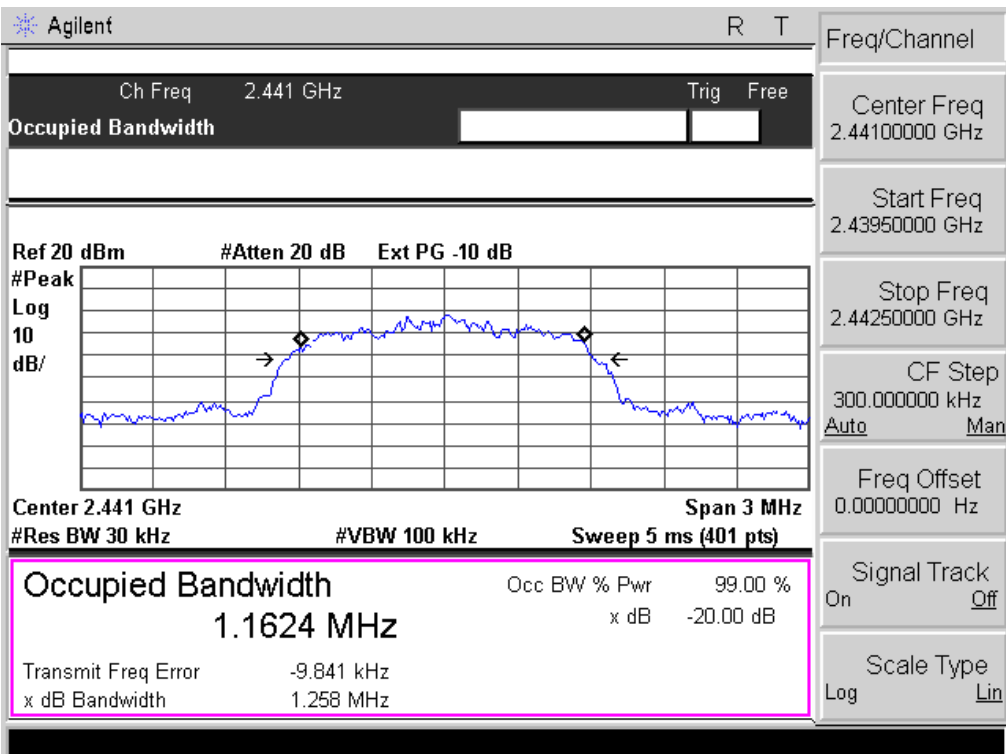 Agilent R T
Ch Freq 2.441 GHz Trig Free
Occupied Bandwidth
Ref 20 dBm #Atten 20 dB Ext PG -10 dB
#Peak
Log
10
dB/
Center 2.441 GHz Span 3 MHz
#Res BW 30 kHz #VBW 100 kHz Sweep 5 ms (401 pts)
Occupied Bandwidth Occ BW % Pwr 99.00 %
1.1624 MHz x dB -20.00 dB
Transmit Freq Error -9.841 kHz
x dB Bandwidth 1.258 MHz
Freq/Channel
Center Freq
2.44100000 GHz
Start Freq
2.43950000 GHz
Stop Freq
2.44250000 GHz
CF Step
300.000000 kHz
Auto Man
Freq Offset
0.00000000 Hz
Signal Track
On Off
Scale Type
Log Lin